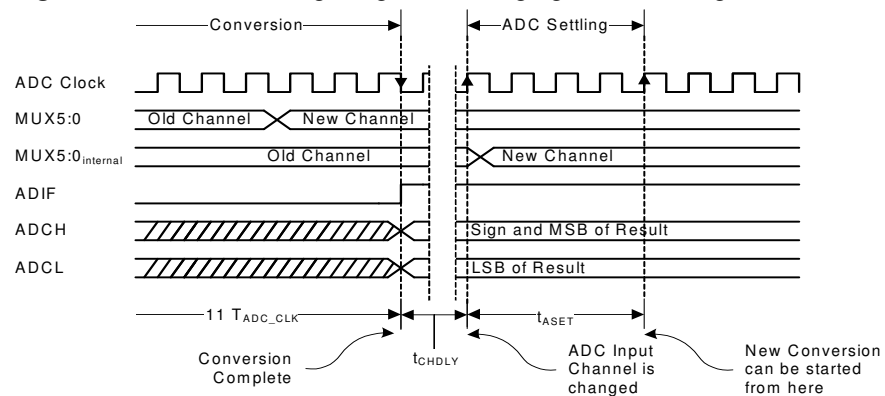 Conversion
ADC Settling
ADC Clock
MUX5:0
Old Channel
New Channel
MUX5:0internal
Old Channel
New Channel
ADIF
ADCH
Sign and MSB of Result
ADCL
LSB of Result
11 TADC_CLK
tCHDLY
tASET
Conversion
Complete
ADC Input
Channel is
changed
New Conversion
can be started
from here